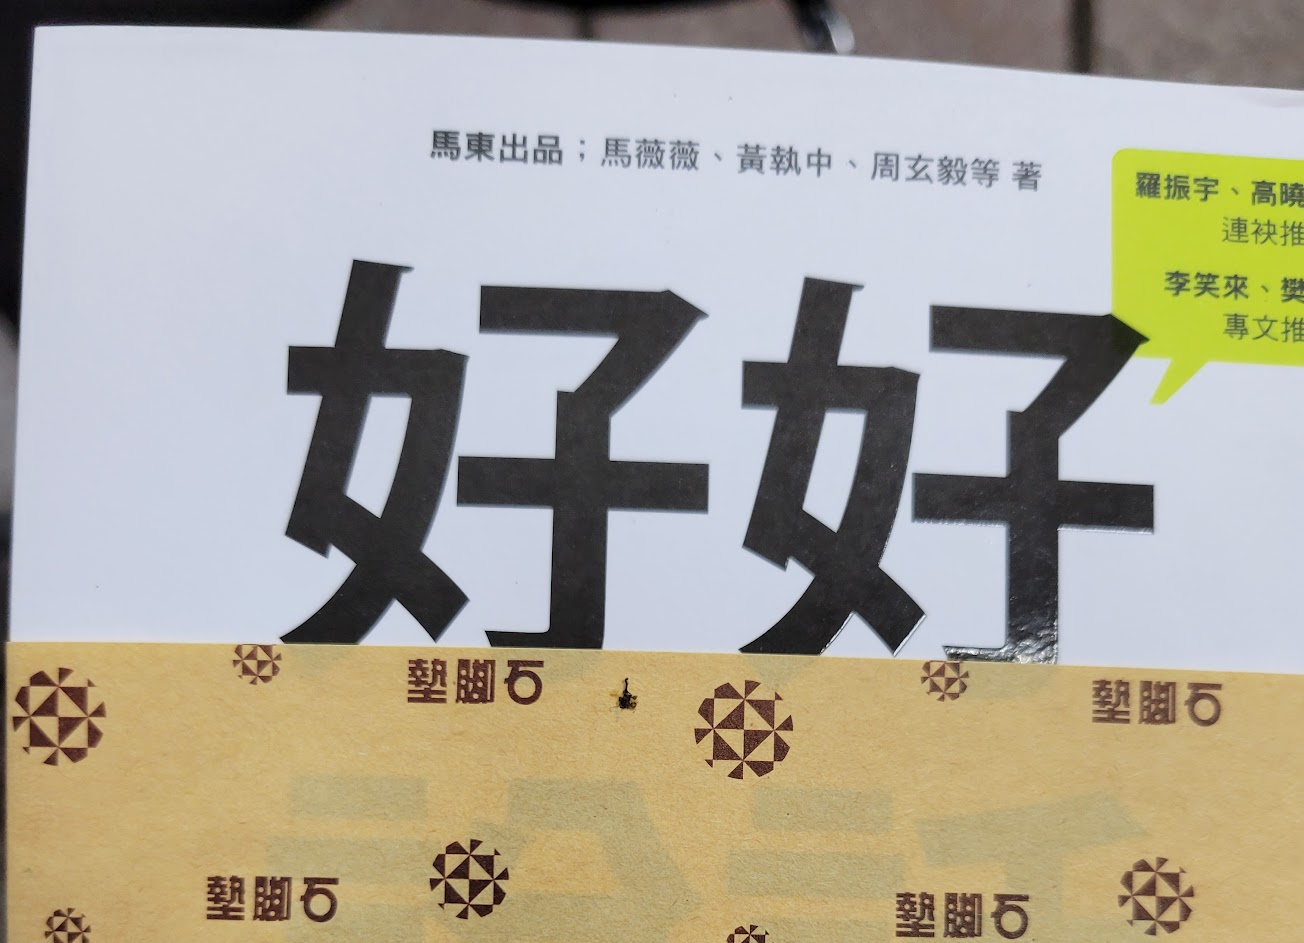 馬東出品；馬薇薇、黃執中、周玄毅等 著
羅振宇、高曉
連袂推
李笑來、樊
專文推
好好
墊腳石
墊腳石
墊腳石
墊腳石